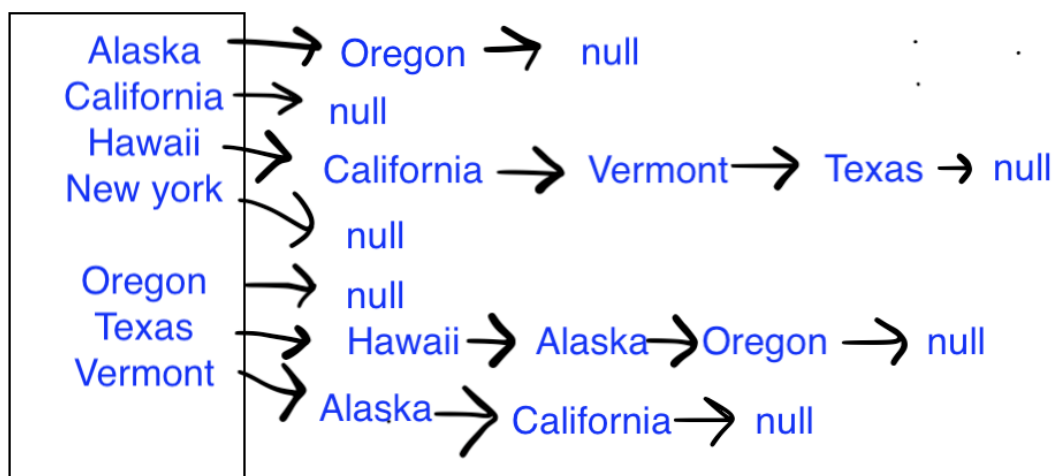 Alaska Oregon null
California null
Hawaii California Vermont Texas null
New york null
Oregon null
Texas Hawaii Alaska Oregon null
Vermont Alaska California null